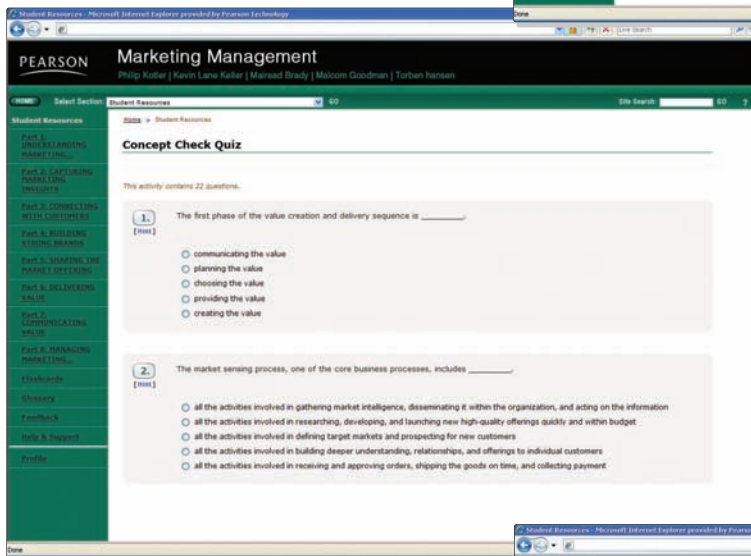 Done
Student Resources - Microsoft Internet Explorer provided by Pearson Technology
Live Search
PEARSON
Marketing Management
Philip Kotler | Kevin Lane Keller | Mairead Brady | Malcom Goodman | Torben hansen
HOME Select Section: Student Resources GO Site Search: GO ?
Student Resources
Part 1: UNDERSTANDING MARKETING...
Part 2: CAPTURING MARKETING INSIGHTS
Part 3: CONNECTING WITH CUSTOMERS
Part 4: BUILDING STRONG BRANDS
Part 5: SHAPING THE MARKET OFFERING
Part 6: DELIVERING VALUE
Part 7: COMMUNICATING VALUE
Part 8: MANAGING MARKETING...
Flashcards
Glossary
Feedback
Help & Support
Profile
Home > Student Resources
Concept Check Quiz
This activity contains 22 questions.
1. The first phase of the value creation and delivery sequence is ________.
[Hint]
communicating the value
planning the value
choosing the value
providing the value
creating the value
2. The market sensing process, one of the core business processes, includes ________.
[Hint]
all the activities involved in gathering market intelligence, disseminating it within the organization, and acting on the information
all the activities involved in researching, developing, and launching new high-quality offerings quickly and within budget
all the activities involved in defining target markets and prospecting for new customers
all the activities involved in building deeper understanding, relationships, and offerings to individual customers
all the activities involved in receiving and approving orders, shipping the goods on time, and collecting payment
Done
Student Resources - Microsoft Internet Explorer provided by Pearson